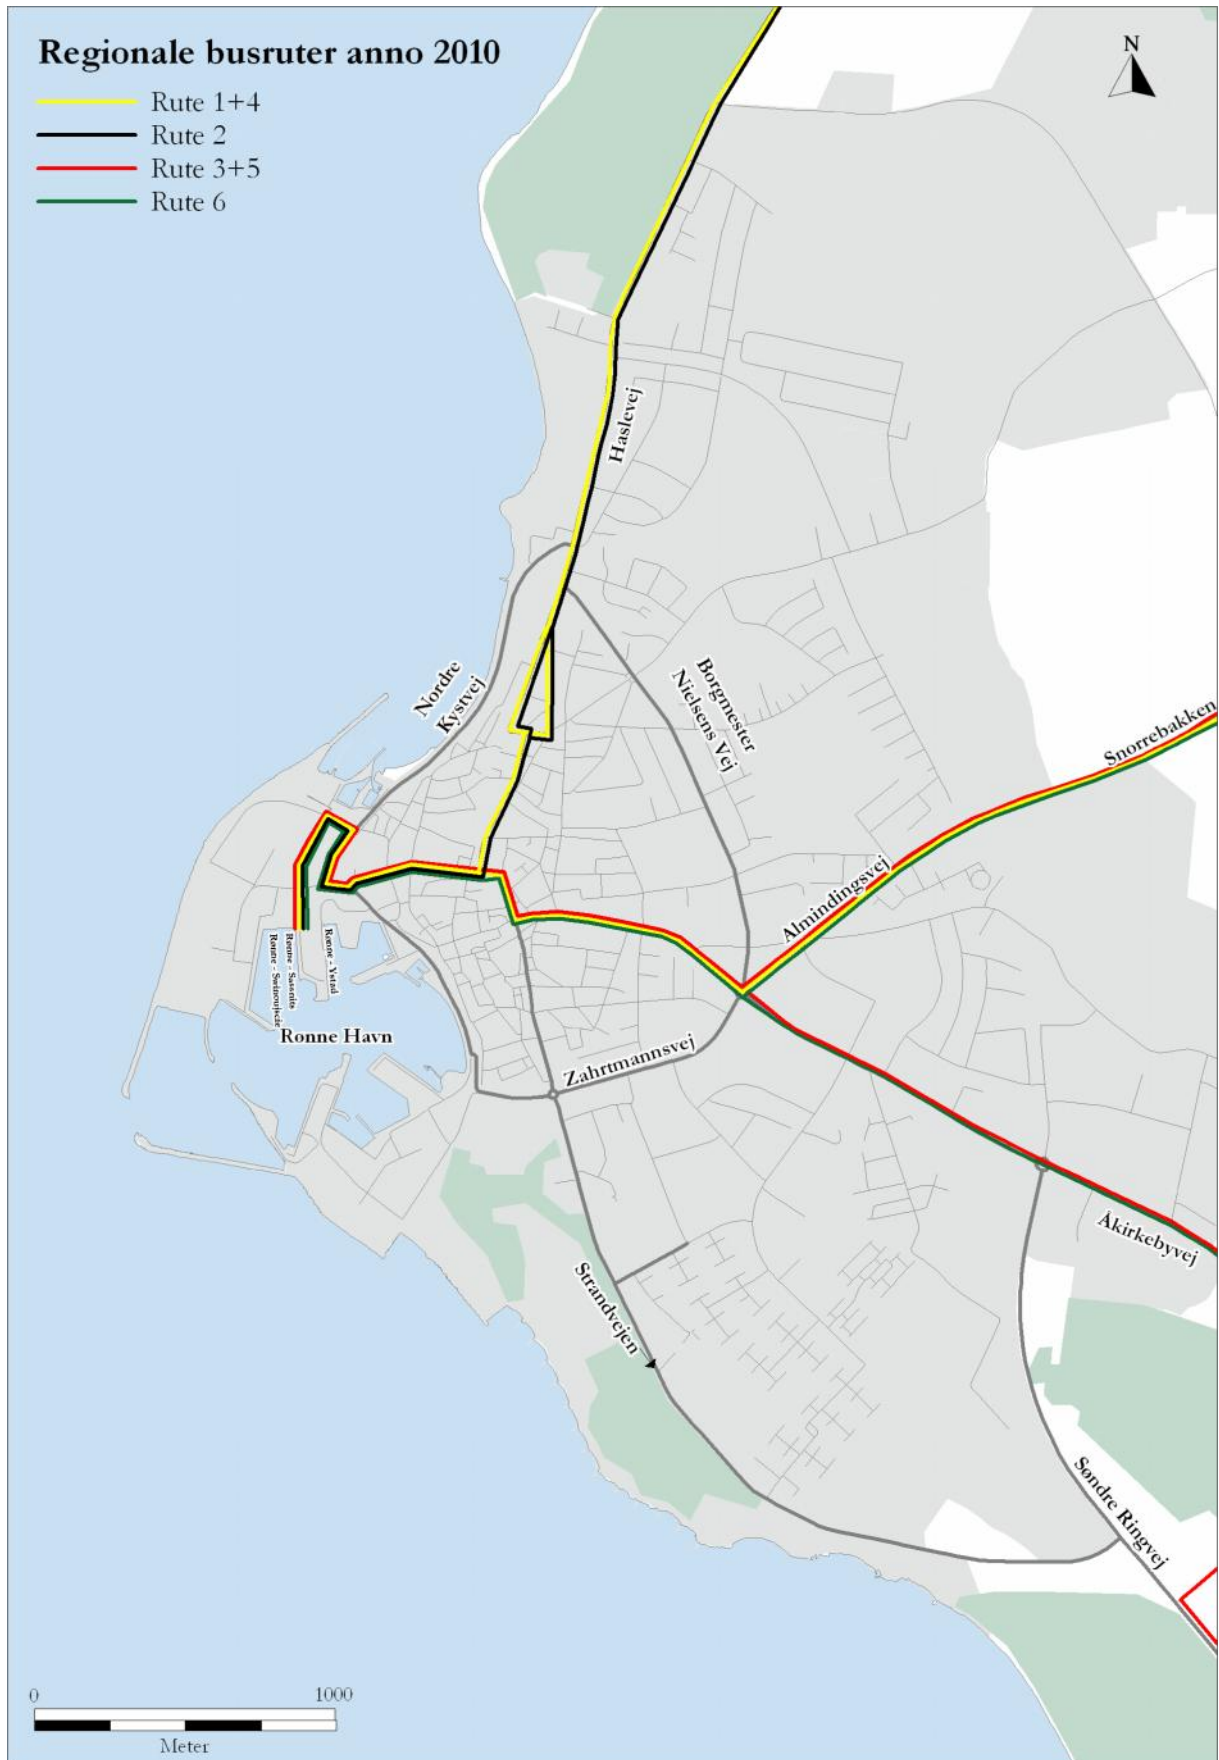 Regionale busruter anno 2010
Rute 1+4
Rute 2
Rute 3+5
Rute 6
N
Haslevej
Nordre
Kystvej
Borgmester
Nielsens Vej
Snorrebakken
Almindingsvej
Rønne - Ystad
Rønne - Sassnits
Rønne - Swinoujscie
Rønne Havn
Zahrtmannsvej
Åkirkebyvej
Strandvejen
Søndre Ringvej
0 1000
Meter